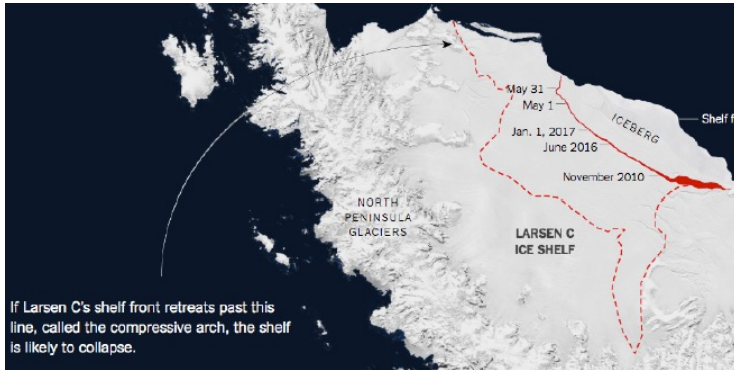 May 31
May 1
ICEBERG
Shelf f
Jan. 1, 2017
June 2016
November 2010
NORTH
PENINSULA
GLACIERS
LARSEN C
ICE SHELF
If Larsen C's shelf front retreats past this
line, called the compressive arch, the shelf
is likely to collapse.